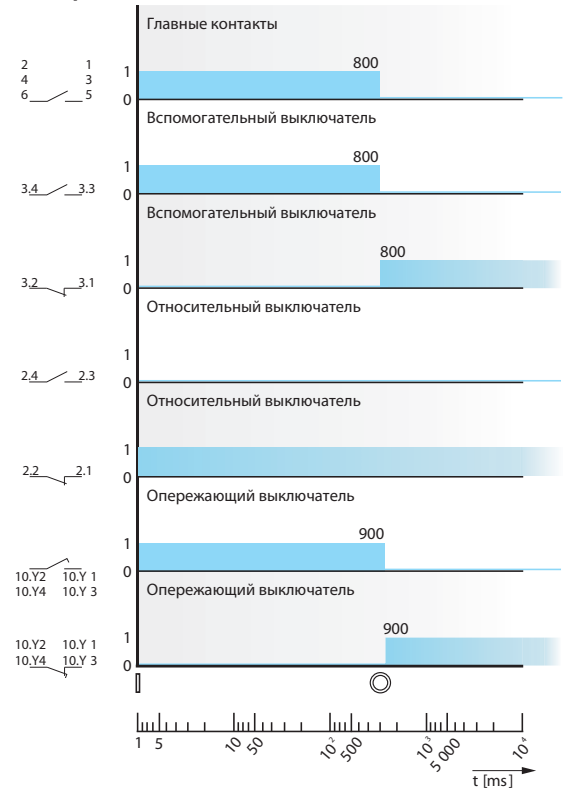 Главные контакты
800
2 1
4 3
6 5
1
0
Вспомогательный выключатель
800
1
3.4 3.3
0
Вспомогательный выключатель
800
1
3.2 3.1
0
Относительный выключатель
1
2.4 2.3
0
Относительный выключатель
1
2.2 2.1
0
Опережающий выключатель
900
1
0
10.Y2 10.Y 1
10.Y4 10.Y 3
Опережающий выключатель
900
1
10.Y2 10.Y 1
10.Y4 10.Y 3
0
1 5 10 50 10² 500 10³ 5 000 10⁴
t [ms]